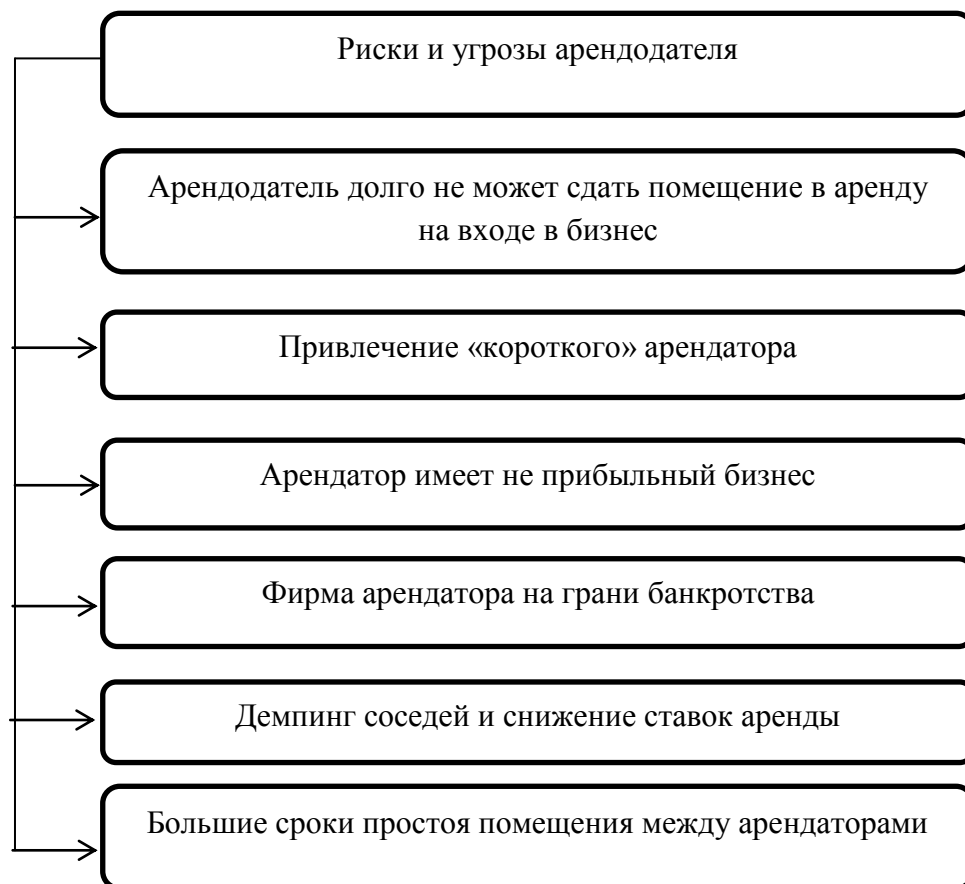 Риски и угрозы арендодателя
Арендодатель долго не может сдать помещение в аренду
на входе в бизнес
Привлечение «короткого» арендатора
Арендатор имеет не прибыльный бизнес
Фирма арендатора на грани банкротства
Демпинг соседей и снижение ставок аренды
Большие сроки простоя помещения между арендаторами